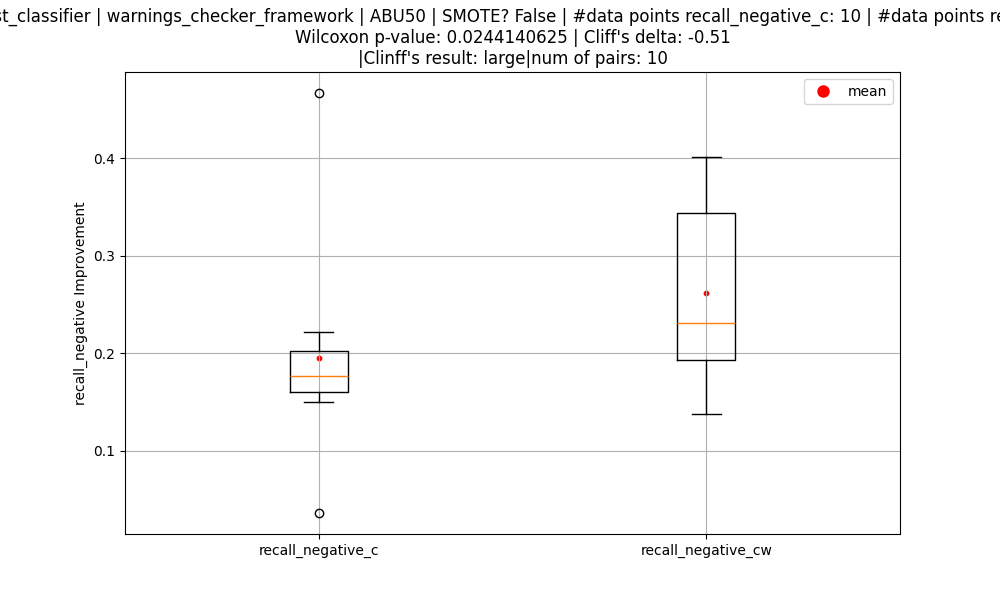 st_classifier | warnings_checker_framework | ABU50 | SMOTE? False | #data points recall_negative_c: 10 | #data points re
Wilcoxon p-value: 0.0244140625 | Cliff's delta: -0.51
|Clinff's result: large|num of pairs: 10
mean
0.4
0.3
0.2
0.1
recall_negative Improvement
recall_negative_c
recall_negative_cw